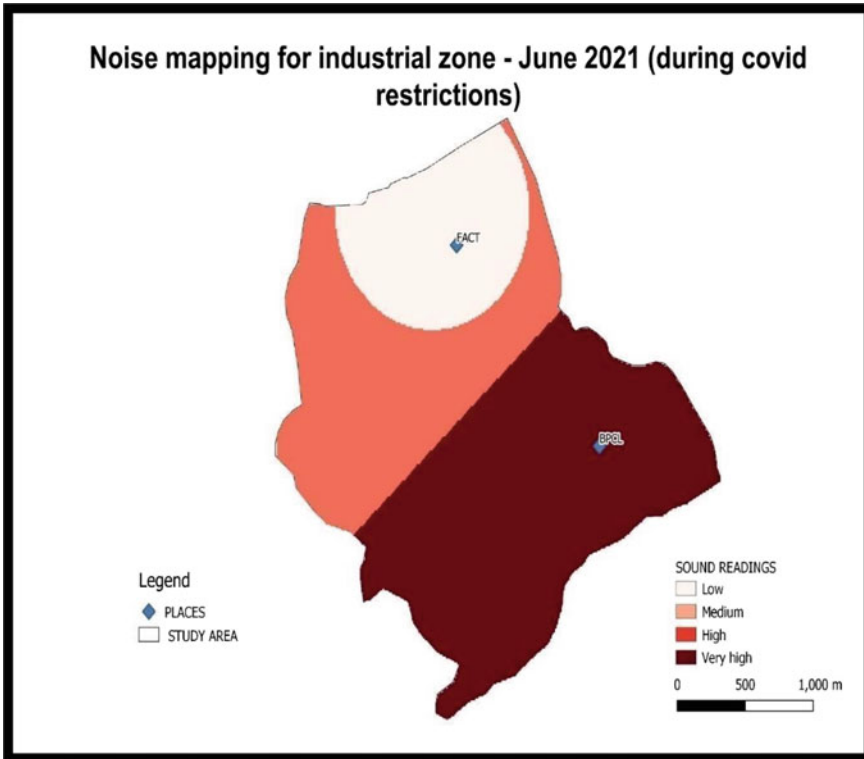 Noise mapping for industrial zone - June 2021 (during covid
restrictions)
FACT
BPCL
Legend
PLACES
STUDY AREA
SOUND READINGS
Low
Medium
High
Very high
0 500 1,000 m